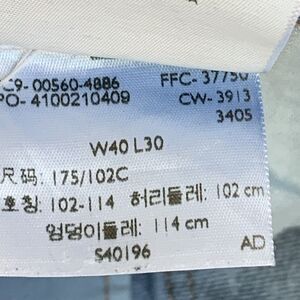 C9- 00560-4886 FFC- 37750
PO- 4100210409 CW- 3913
3405
W40 L30
尺码: 175/102C
호칭: 102-114 허리둘레: 102 cm
엉덩이둘레: 114 cm
S40196 AD